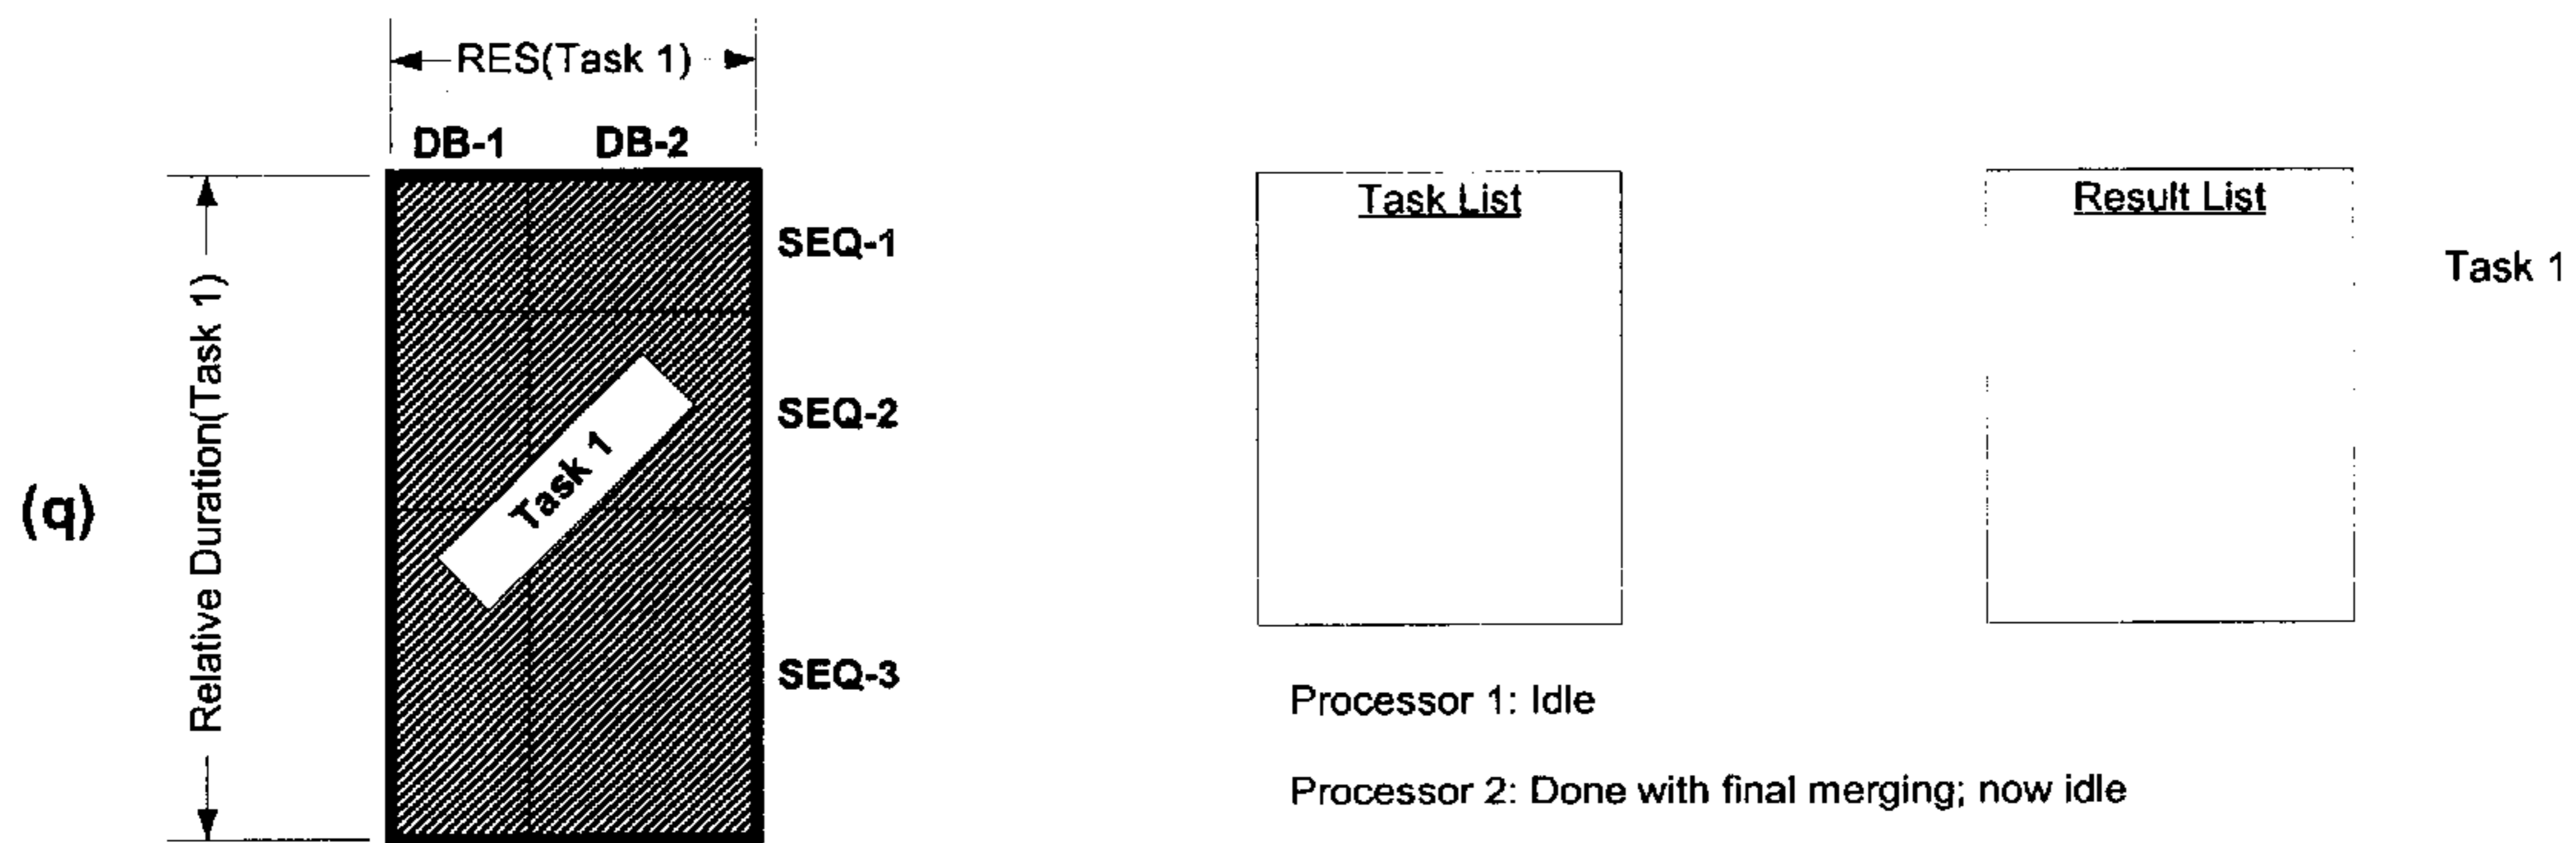 RES(Task 1)
DB-1 DB-2
Task List
Result List
SEQ-1
Task 1
Relative Duration(Task 1)
SEQ-2
Task 1
(q)
SEQ-3
Processor 1: Idle
Processor 2: Done with final merging; now idle